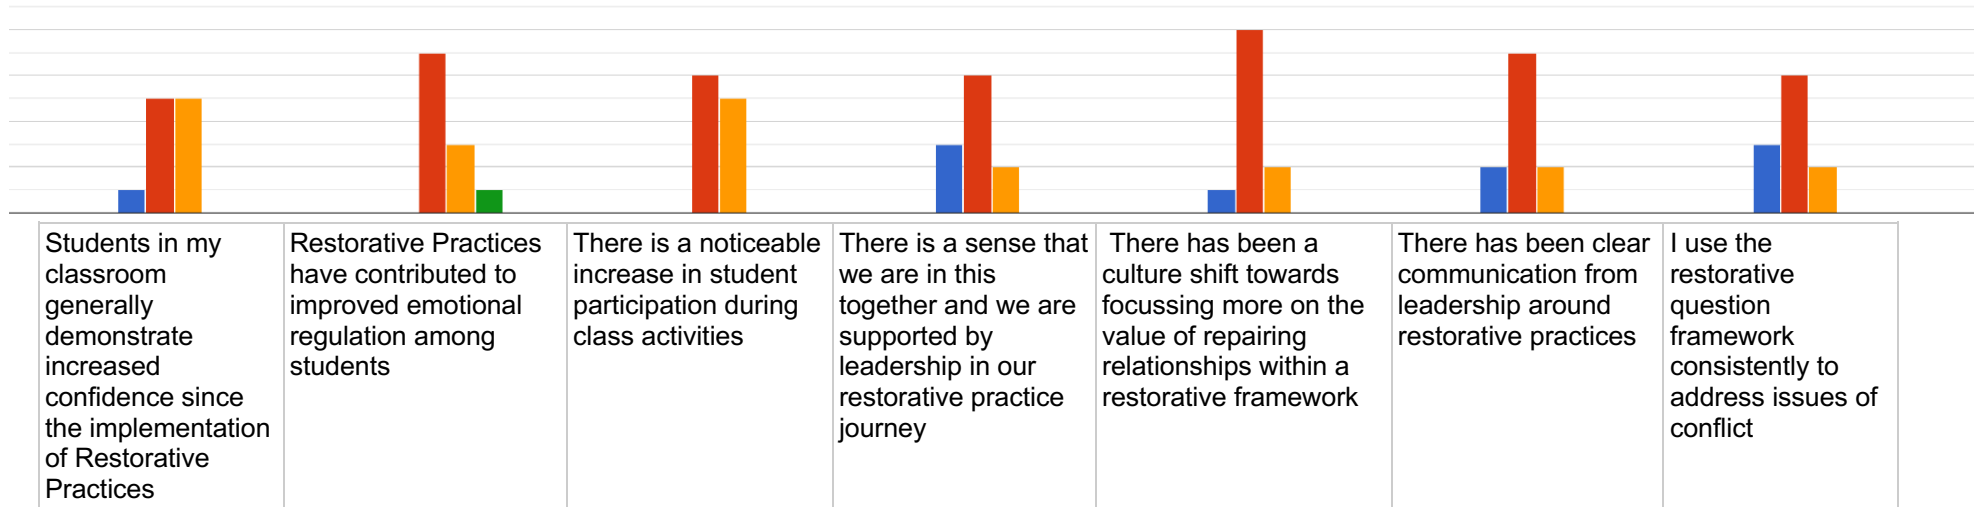 Students in my
classroom
generally
demonstrate
increased
confidence since
the implementation
of Restorative
Practices
Restorative Practices
have contributed to
improved emotional
regulation among
students
There is a noticeable
increase in student
participation during
class activities
There is a sense that
we are in this
together and we are
supported by
leadership in our
restorative practice
journey
There has been a
culture shift towards
focussing more on the
value of repairing
relationships within a
restorative framework
There has been clear
communication from
leadership around
restorative practices
I use the
restorative
question
framework
consistently to
address issues of
conflict